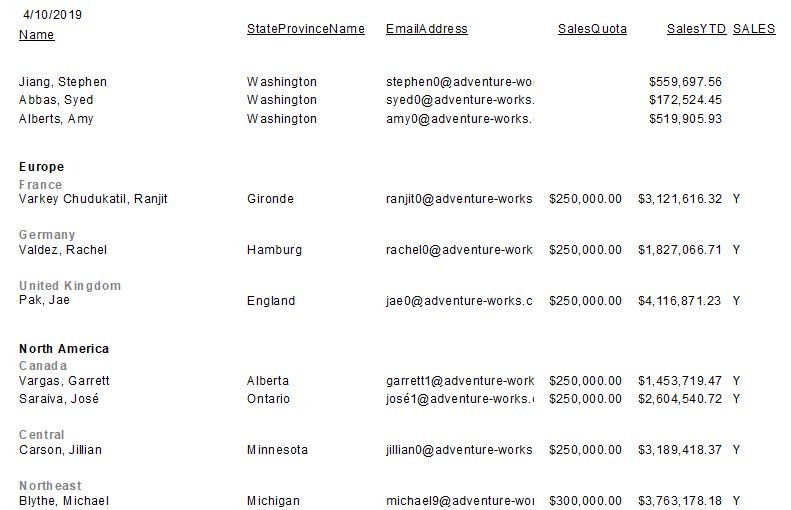 4/10/2019
Name StateProvinceName EmailAddress SalesQuota SalesYTD SALES
Jiang, Stephen Washington stephen0@adventure-wo $559,697.56
Abbas, Syed Washington syed0@adventure-works. $172,524.45
Alberts, Amy Washington amy0@adventure-works. $519,905.93
Europe
France
Varkey Chudukatil, Ranjit Gironde ranjit0@adventure-works $250,000.00 $3,121,616.32 Y
Germany
Valdez, Rachel Hamburg rachel0@adventure-work $250,000.00 $1,827,066.71 Y
United Kingdom
Pak, Jae England jae0@adventure-works.c $250,000.00 $4,116,871.23 Y
North America
Canada
Vargas, Garrett Alberta garrett1@adventure-work $250,000.00 $1,453,719.47 Y
Saraiva, José Ontario josé1@adventure-works. $250,000.00 $2,604,540.72 Y
Central
Carson, Jillian Minnesota jillian0@adventure-works $250,000.00 $3,189,418.37 Y
Northeast
Blythe, Michael Michigan michael9@adventure-wo $300,000.00 $3,763,178.18 Y